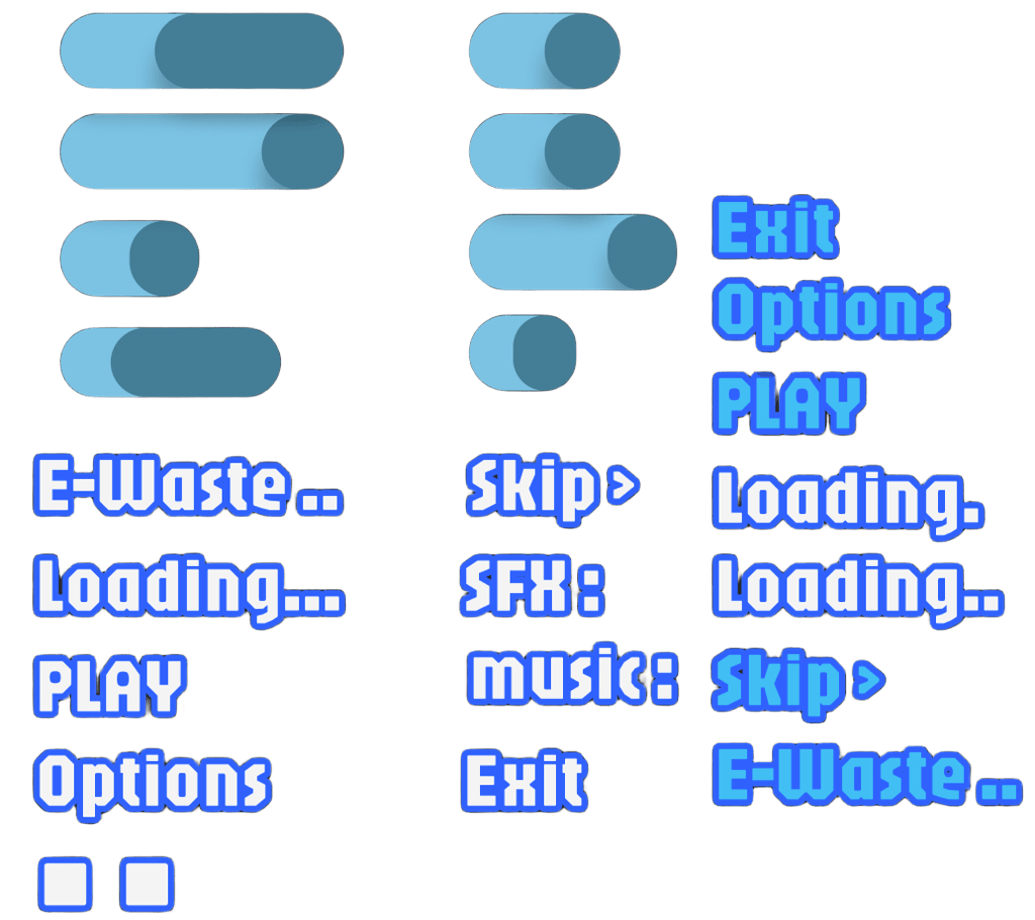 E-Waste..
Loading...
PLAY
Options
Skip>
SFX:
music:
Exit
Exit
Options
PLAY
Loading.
Loading..
Skip>
E-Waste..